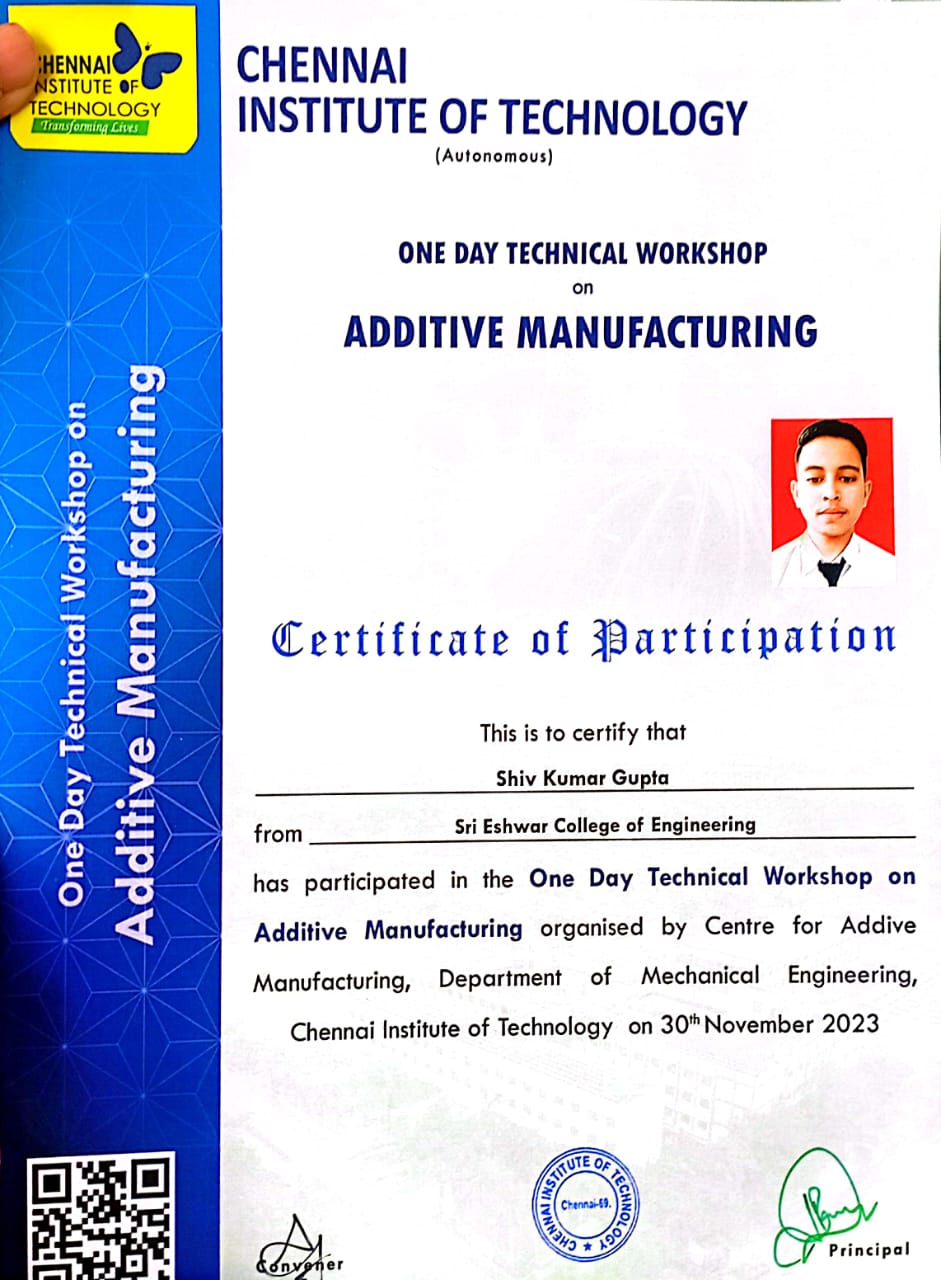 CHENNAI
INSTITUTE OF
TECHNOLOGY
Transforming Lives
CHENNAI
INSTITUTE OF TECHNOLOGY
(Autonomous)
ONE DAY TECHNICAL WORKSHOP
on
ADDITIVE MANUFACTURING
One Day Technical Workshop on
Additive Manufacturing
Certificate of Participation
This is to certify that
Shiv Kumar Gupta
from Sri Eshwar College of Engineering
has participated in the One Day Technical Workshop on
Additive Manufacturing organised by Centre for Addive
Manufacturing, Department of Mechanical Engineering,
Chennai Institute of Technology on 30th November 2023
CHENNAI INSTITUTE OF TECHNOLOGY
Chennai-69.
Convener
Principal